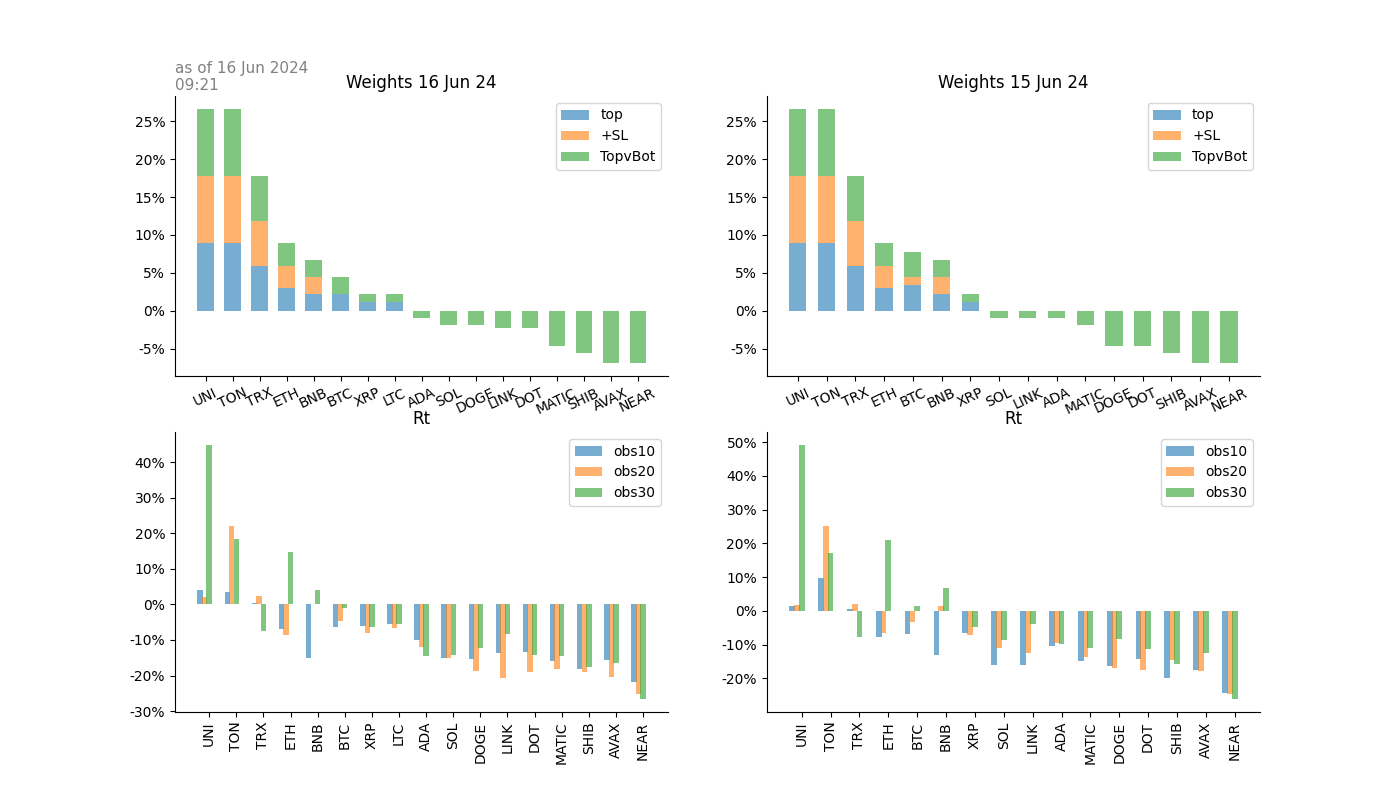 as of 16 Jun 2024
09:21
Weights 16 Jun 24
25%
20%
15%
10%
5%
0%
-5%
top
+SL
TopvBot
UNI TON TRX ETH BNB BTC XRP LTC ADA SOL DOGE LINK DOT MATIC SHIB AVAX NEAR
Weights 15 Jun 24
25%
20%
15%
10%
5%
0%
-5%
top
+SL
TopvBot
UNI TON TRX ETH BTC BNB XRP SOL LINK ADA MATIC DOGE DOT SHIB AVAX NEAR
Rt
40%
30%
20%
10%
0%
-10%
-20%
-30%
obs10
obs20
obs30
UNI TON TRX ETH BNB BTC XRP LTC ADA SOL DOGE LINK DOT MATIC SHIB AVAX NEAR
Rt
50%
40%
30%
20%
10%
0%
-10%
-20%
obs10
obs20
obs30
UNI TON TRX ETH BTC BNB XRP SOL LINK ADA MATIC DOGE DOT SHIB AVAX NEAR